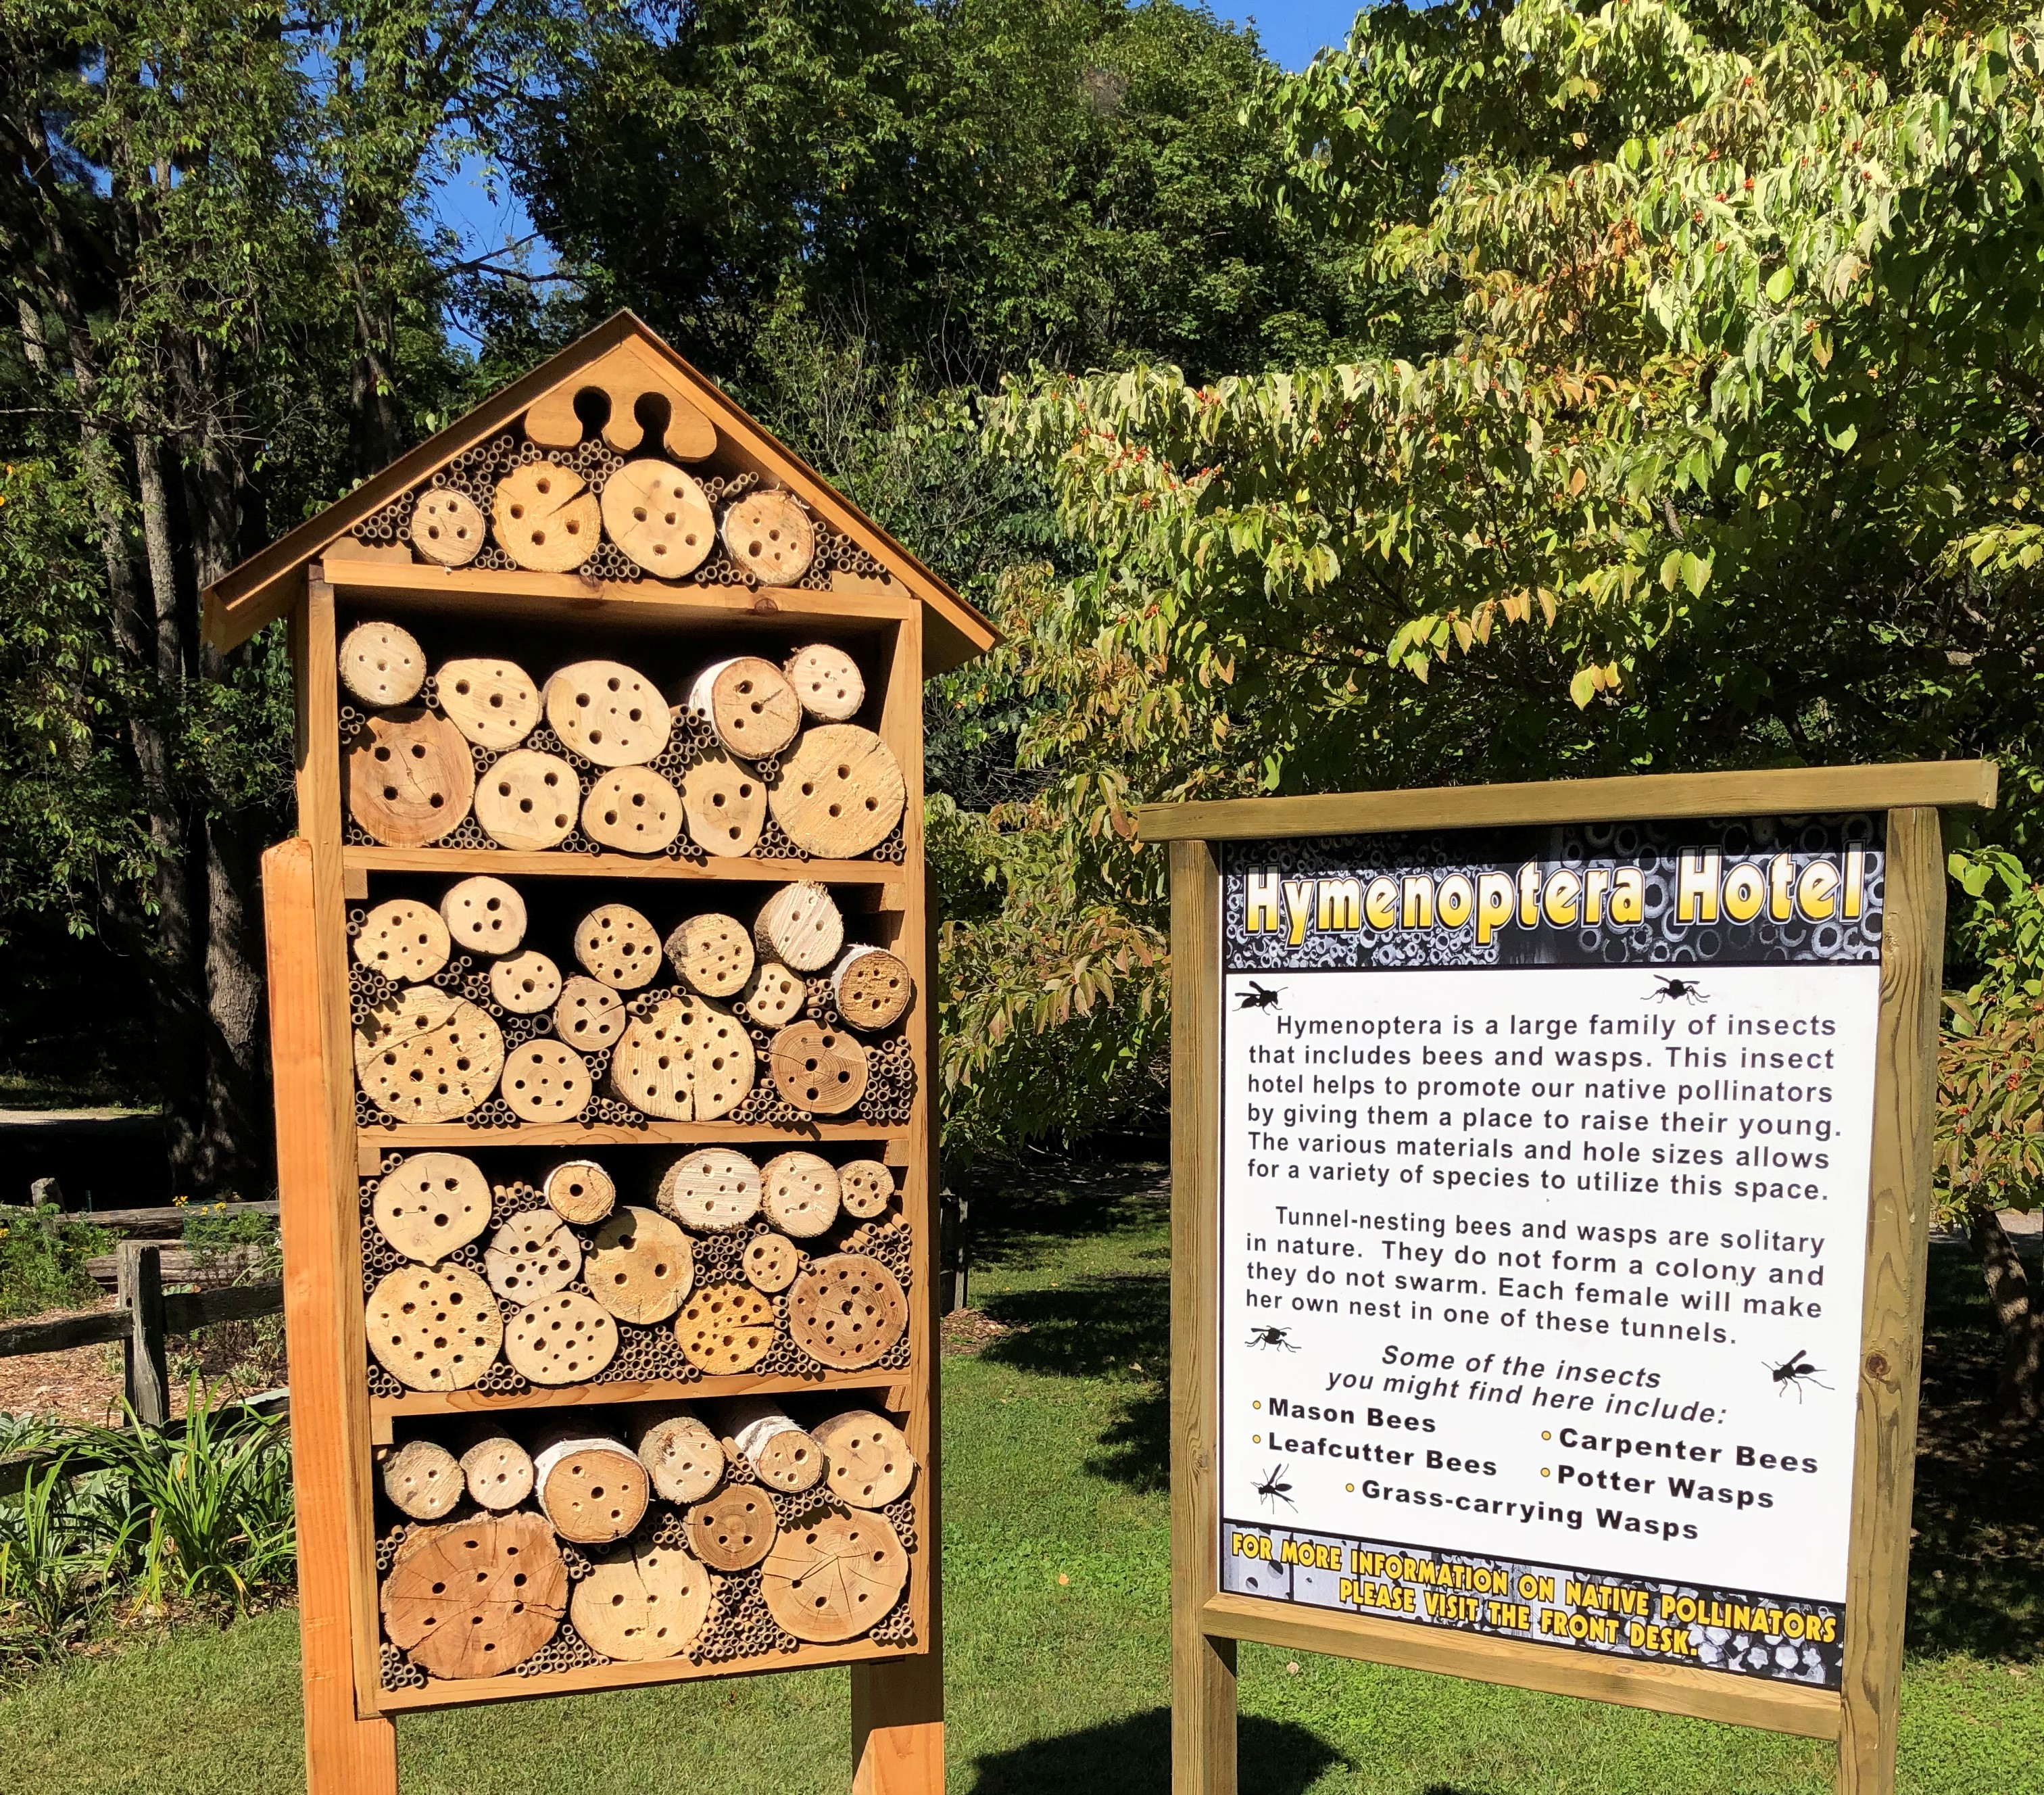 Hymenoptera Hotel
Hymenoptera is a large family of insects
that includes bees and wasps. This insect
hotel helps to promote our native pollinators
by giving them a place to raise their young.
The various materials and hole sizes allows
for a variety of species to utilize this space.
Tunnel-nesting bees and wasps are solitary
in nature. They do not form a colony and
they do not swarm. Each female will make
her own nest in one of these tunnels.
Some of the insects
you might find here include:
• Mason Bees
• Leafcutter Bees
• Carpenter Bees
• Potter Wasps
• Grass-carrying Wasps
FOR MORE INFORMATION ON NATIVE POLLINATORS
PLEASE VISIT THE FRONT DESK.